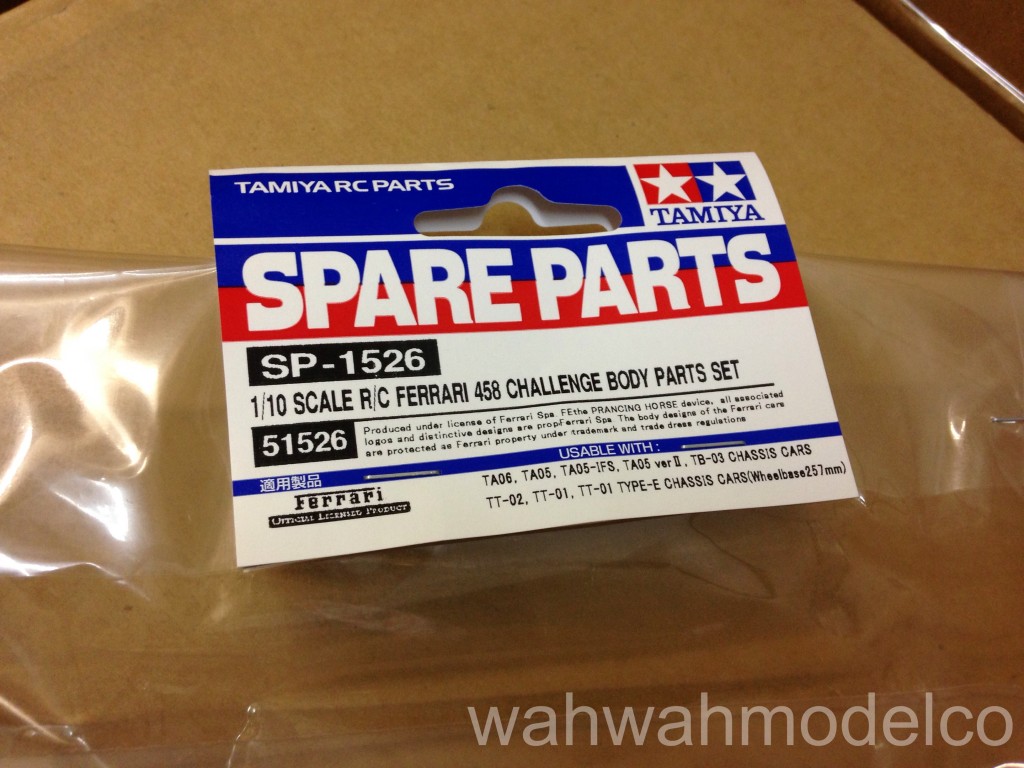 TAMIYA RC PARTS
TAMIYA
SPARE PARTS
SP-1526
1/10 SCALE R/C FERRARI 458 CHALLENGE BODY PARTS SET
51526
Produced under license of Ferrari Spa. FEthe PRANCING HORSE device, all associated
logos and distinctive designs are propFerrari Spa. The body designs of the Ferrari cars
are protected as Ferrari property under trademark and trade dress regulations
適用製品
USABLE WITH :
Ferrari
OFFICIAL LICENSED PRODUCT
TA06, TA05, TA05-IFS, TA05 verⅡ, TB-03 CHASSIS CARS
TT-02, TT-01, TT-01 TYPE-E CHASSIS CARS(Wheelbase257mm)
wahwahmodelco